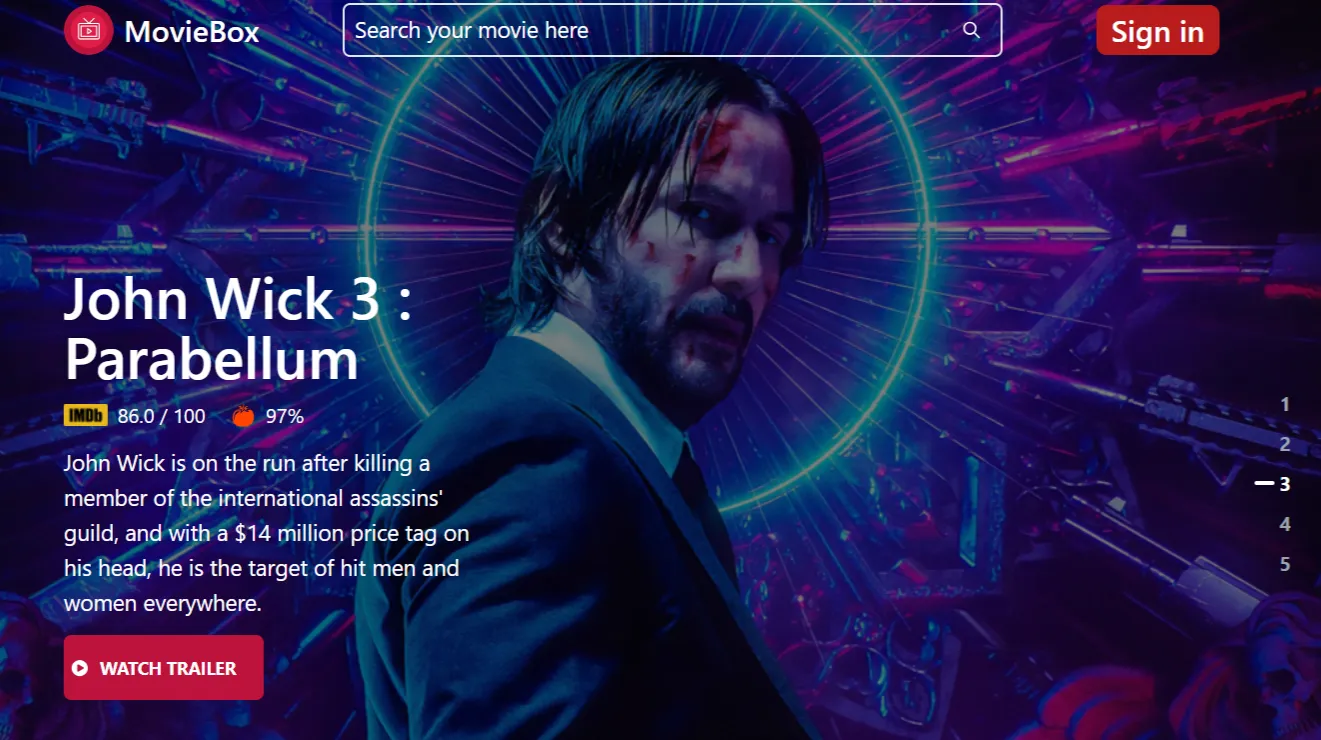 MovieBox
Search your movie here
Sign in
John Wick 3 :
Parabellum
IMDb 86.0 / 100 97%
John Wick is on the run after killing a
member of the international assassins'
guild, and with a $14 million price tag on
his head, he is the target of hit men and
women everywhere.
WATCH TRAILER
1
2
3
4
5